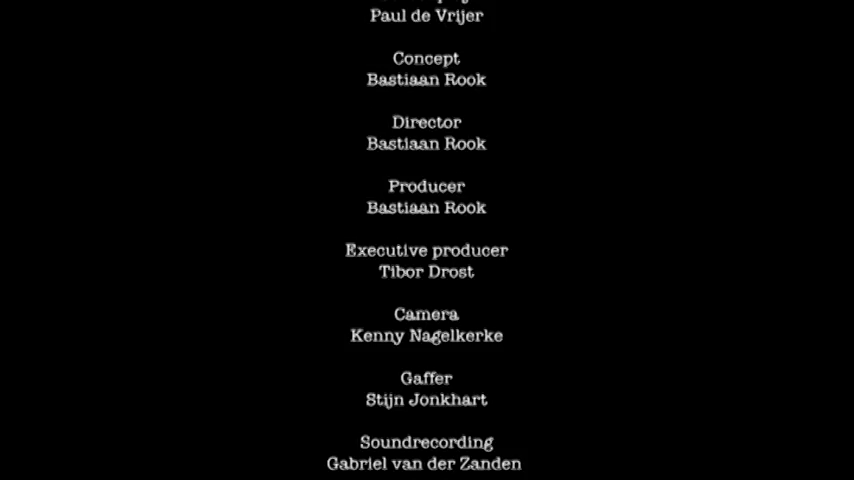 Paul de Vrijer
Concept
Bastiaan Rook
Director
Bastiaan Rook
Producer
Bastiaan Rook
Executive producer
Tibor Drost
Camera
Kenny Nagelkerke
Gaffer
Stijn Jonkhart
Soundrecording
Gabriel van der Zanden